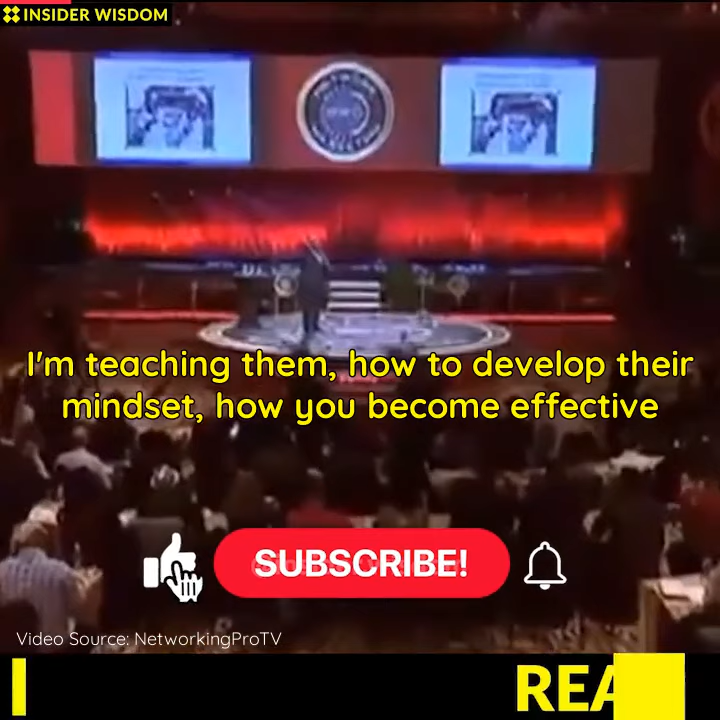 INSIDER WISDOM
I'm teaching them, how to develop their
mindset, how you become effective
SUBSCRIBE!
Video Source: NetworkingProTV
REA